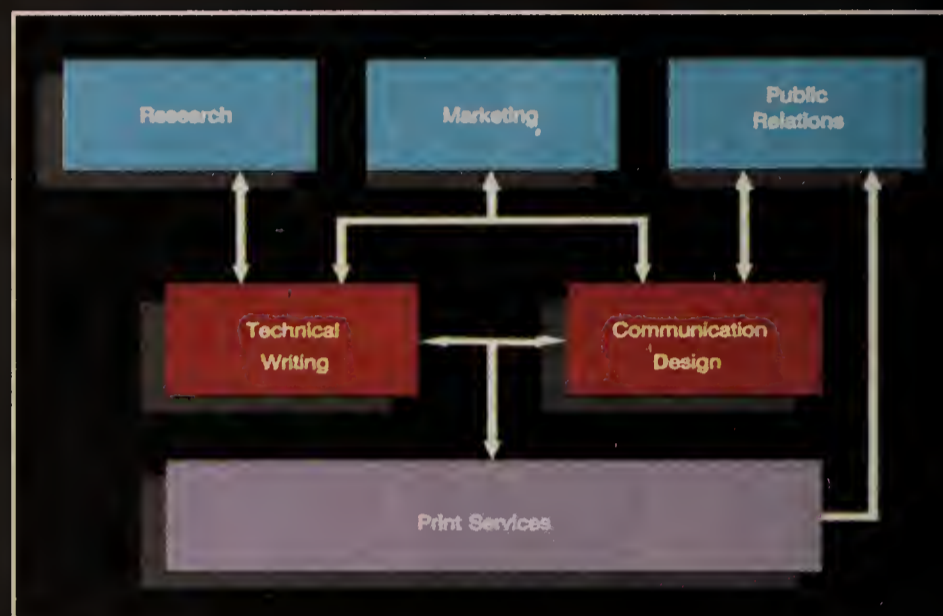 Research
Marketing
Public
Relations
Technical
Writing
Communication
Design
Print Services